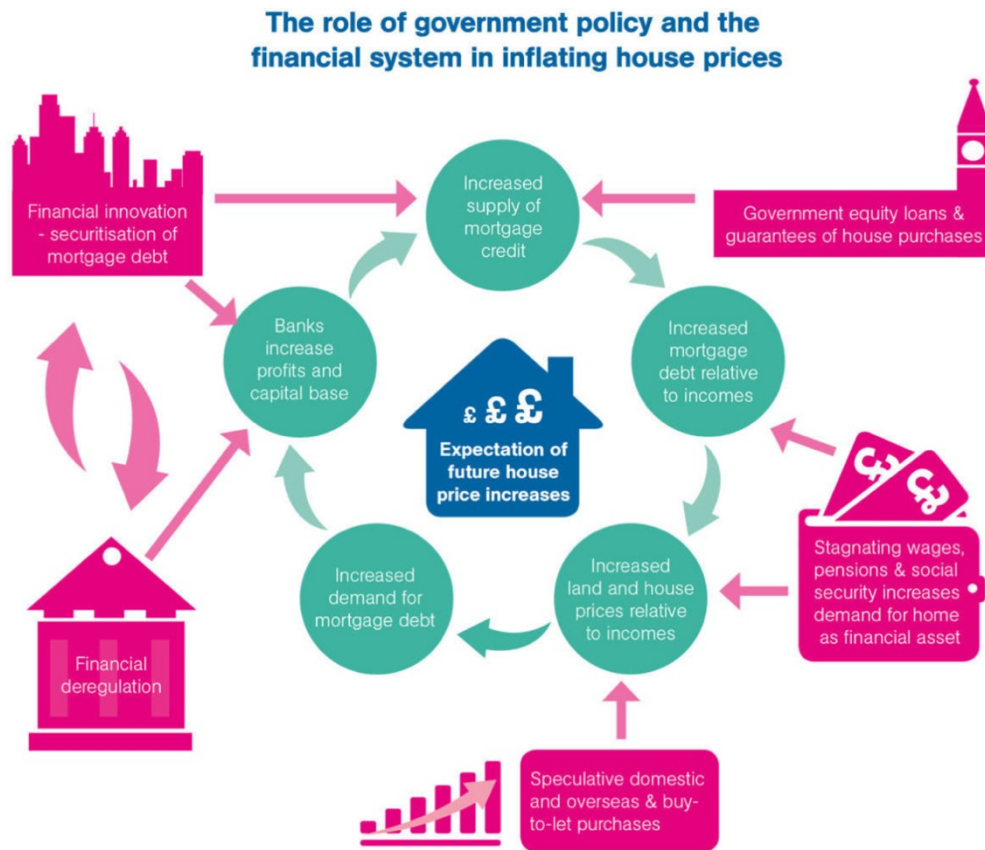 The role of government policy and the
financial system in inflating house prices
Financial innovation
- securitisation of
mortgage debt
Increased
supply of
mortgage
credit
Government equity loans &
guarantees of house purchases
Banks
increase
profits and
capital base
Increased
mortgage
debt relative
to incomes
£ £ £
Expectation of
future house
price increases
££
Stagnating wages,
pensions & social
security increases
demand for home
as financial asset
Increased
demand for
mortgage debt
Increased
land and house
prices relative
to incomes
Financial
deregulation
Speculative domestic
and overseas & buy-
to-let purchases